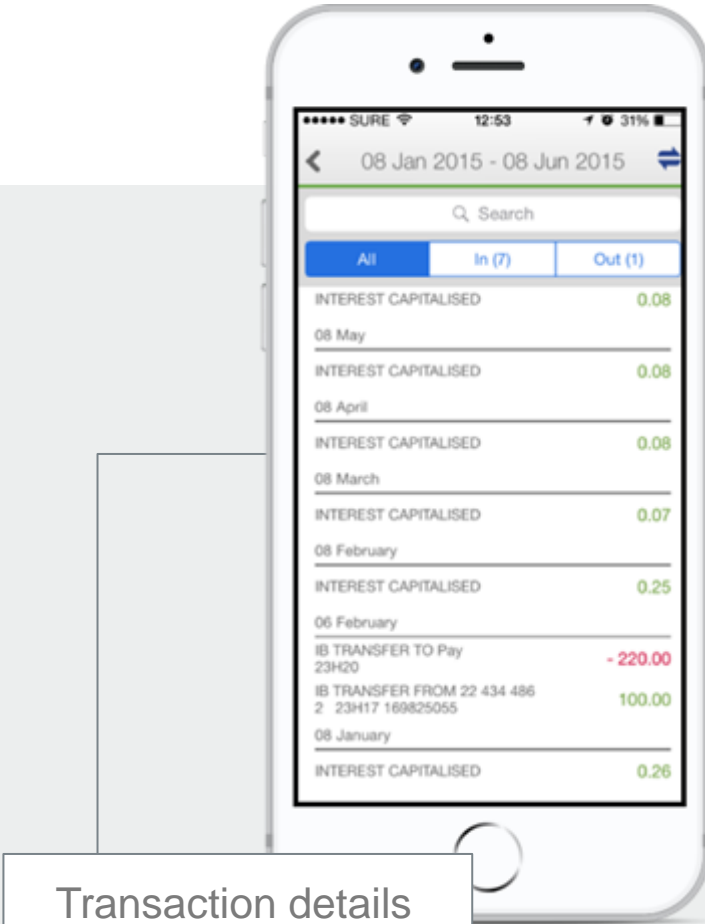 SURE 12:53 31%
08 Jan 2015 - 08 Jun 2015
Search
All In (7) Out (1)
INTEREST CAPITALISED 0.08
08 May
INTEREST CAPITALISED 0.08
08 April
INTEREST CAPITALISED 0.08
08 March
INTEREST CAPITALISED 0.07
08 February
INTEREST CAPITALISED 0.25
06 February
IB TRANSFER TO Pay
23H20 - 220.00
IB TRANSFER FROM 22 434 486
2 23H17 169825055 100.00
08 January
INTEREST CAPITALISED 0.26
Transaction details